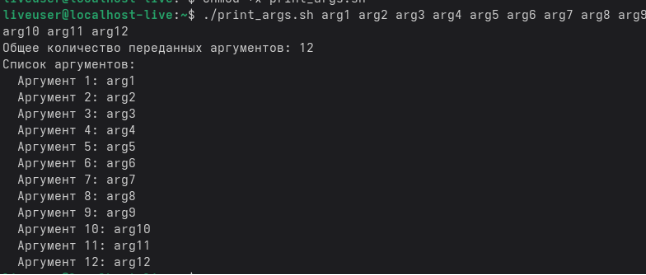 liveuser@localhost-live:~$ chmod +x print_args.sh
liveuser@localhost-live:~$ ./print_args.sh arg1 arg2 arg3 arg4 arg5 arg6 arg7 arg8 arg9
arg10 arg11 arg12
Общее количество переданных аргументов: 12
Список аргументов:
  Аргумент 1: arg1
  Аргумент 2: arg2
  Аргумент 3: arg3
  Аргумент 4: arg4
  Аргумент 5: arg5
  Аргумент 6: arg6
  Аргумент 7: arg7
  Аргумент 8: arg8
  Аргумент 9: arg9
  Аргумент 10: arg10
  Аргумент 11: arg11
  Аргумент 12: arg12